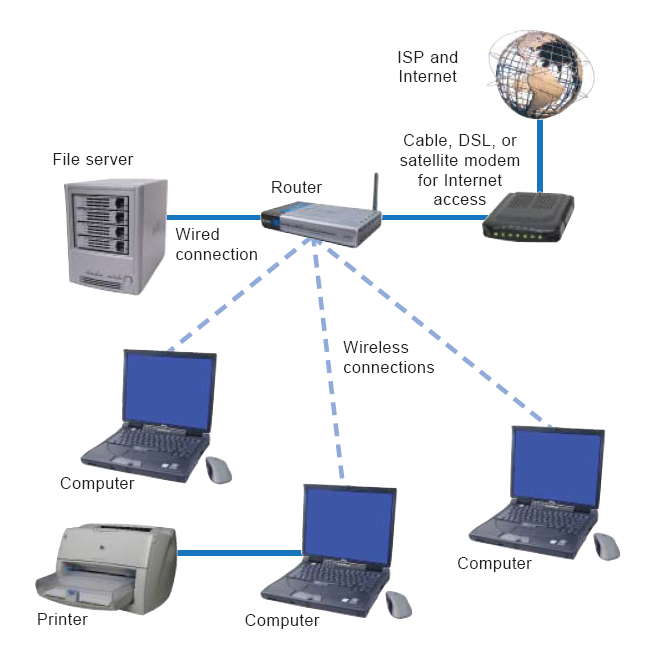 ISP and
Internet
Cable, DSL, or
satellite modem
for Internet
access
File server
Router
Wired
connection
Wireless
connections
Computer
Computer
Printer
Computer